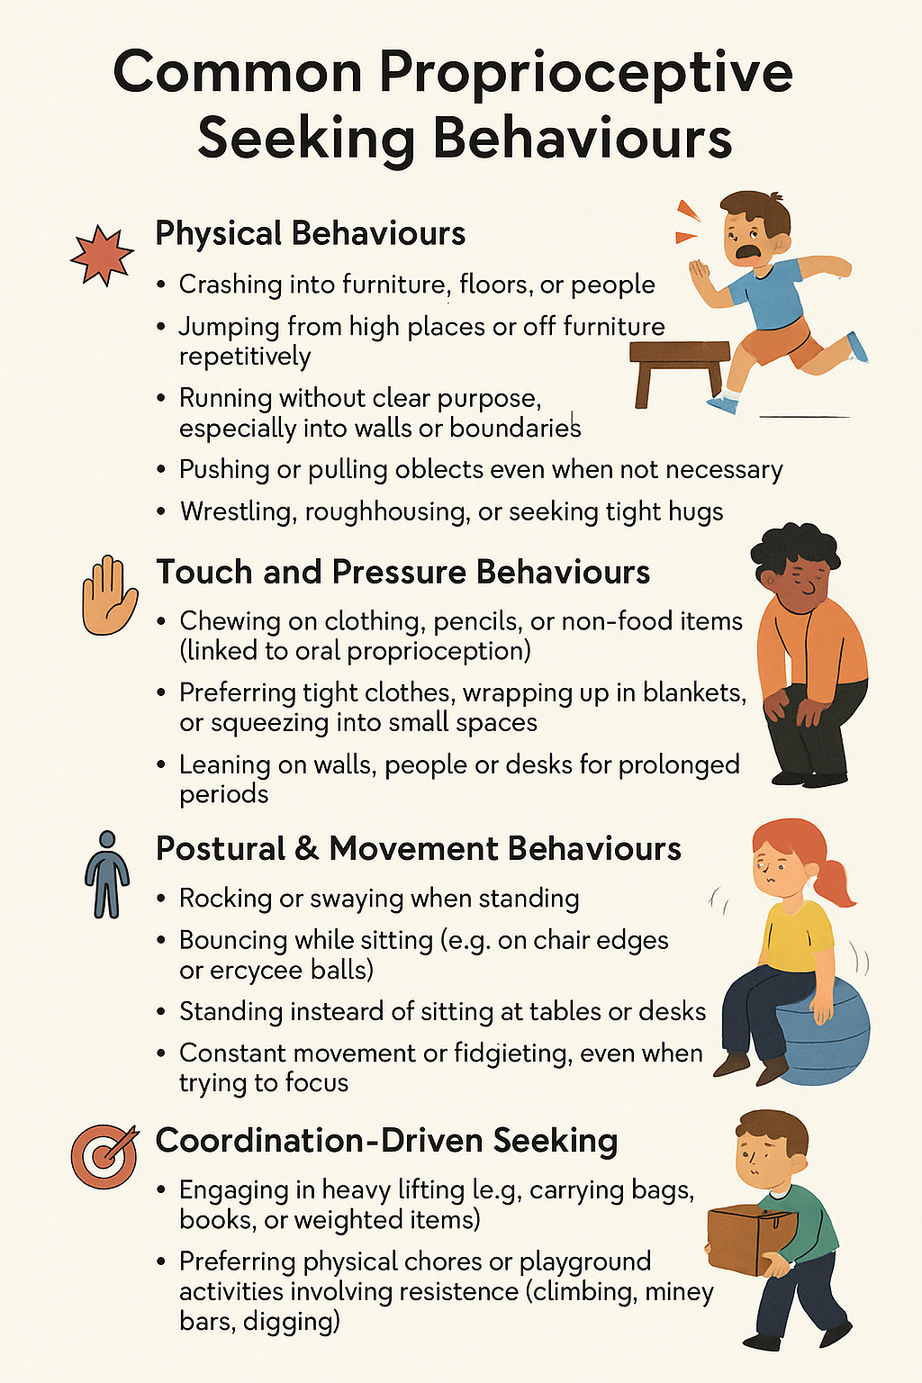 Common Proprioceptive
Seeking Behaviours
Physical Behaviours
• Crashing into furniture, floors, or people
• Jumping from high places or off furniture
repetitively
• Running without clear purpose,
especially into walls or boundaries
• Pushing or pulling oblects even when not necessary
• Wrestling, roughhousing, or seeking tight hugs
Touch and Pressure Behaviours
• Chewing on clothing, pencils, or non-food items
(linked to oral proprioception)
• Preferring tight clothes, wrapping up in blankets,
or squeezing into small spaces
• Leaning on walls, people or desks for prolonged
periods
Postural & Movement Behaviours
• Rocking or swaying when standing
• Bouncing while sitting (e.g. on chair edges
or ercycee balls)
• Standing insteard of sitting at tables or desks
• Constant movement or fidgieting, even when
trying to focus
Coordination-Driven Seeking
• Engaging in heavy lifting le.g, carrying bags,
books, or weighted items)
• Preferring physical chores or playground
activities involving resistence (climbing, miney
bars, digging)